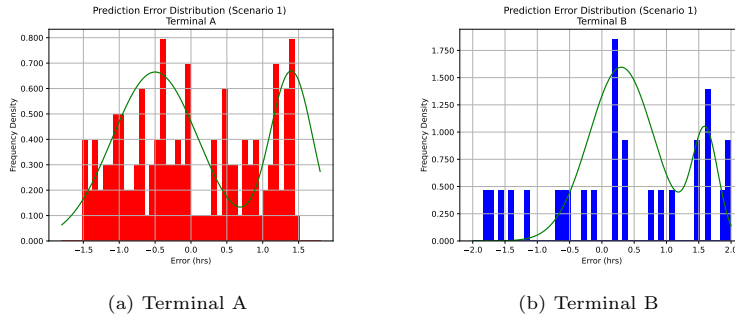 Prediction Error Distribution (Scenario 1)
Terminal A
Frequency Density
0.800
0.700
0.600
0.500
0.400
0.300
0.200
0.100
0.000
−1.5 −1.0 −0.5 0.0 0.5 1.0 1.5
Error (hrs)
(a) Terminal A
Prediction Error Distribution (Scenario 1)
Terminal B
Frequency Density
1.750
1.500
1.250
1.000
0.750
0.500
0.250
0.000
−2.0 −1.5 −1.0 −0.5 0.0 0.5 1.0 1.5 2.0
Error (hrs)
(b) Terminal B